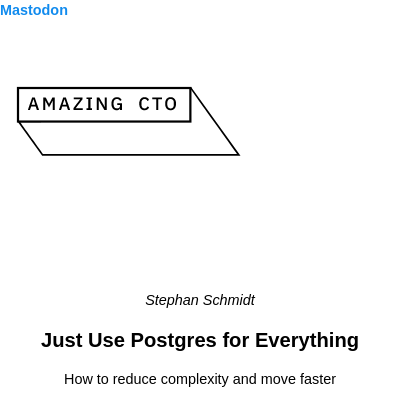 Mastodon
AMAZING CTO
Stephan Schmidt
Just Use Postgres for Everything
How to reduce complexity and move faster